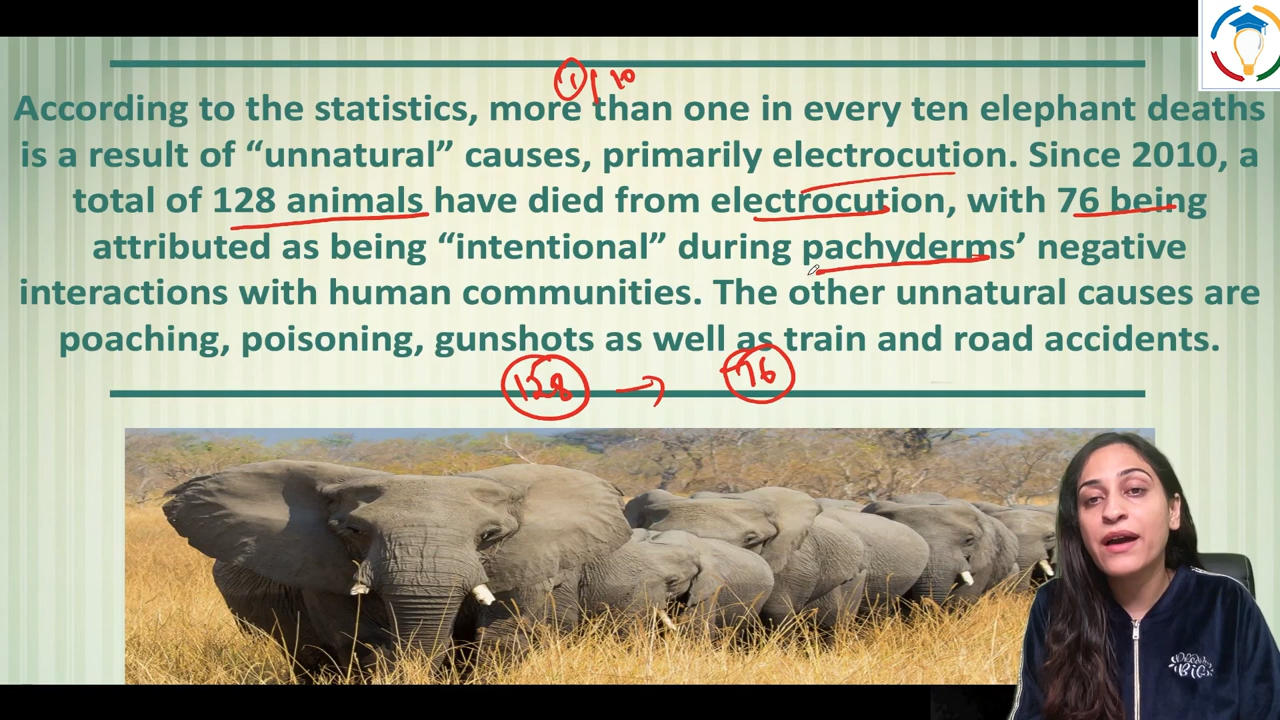 1/10
According to the statistics, more than one in every ten elephant deaths
is a result of “unnatural” causes, primarily electrocution. Since 2010, a
total of 128 animals have died from electrocution, with 76 being
attributed as being “intentional” during pachyderms’ negative
interactions with human communities. The other unnatural causes are
poaching, poisoning, gunshots as well as train and road accidents.
128 → 76